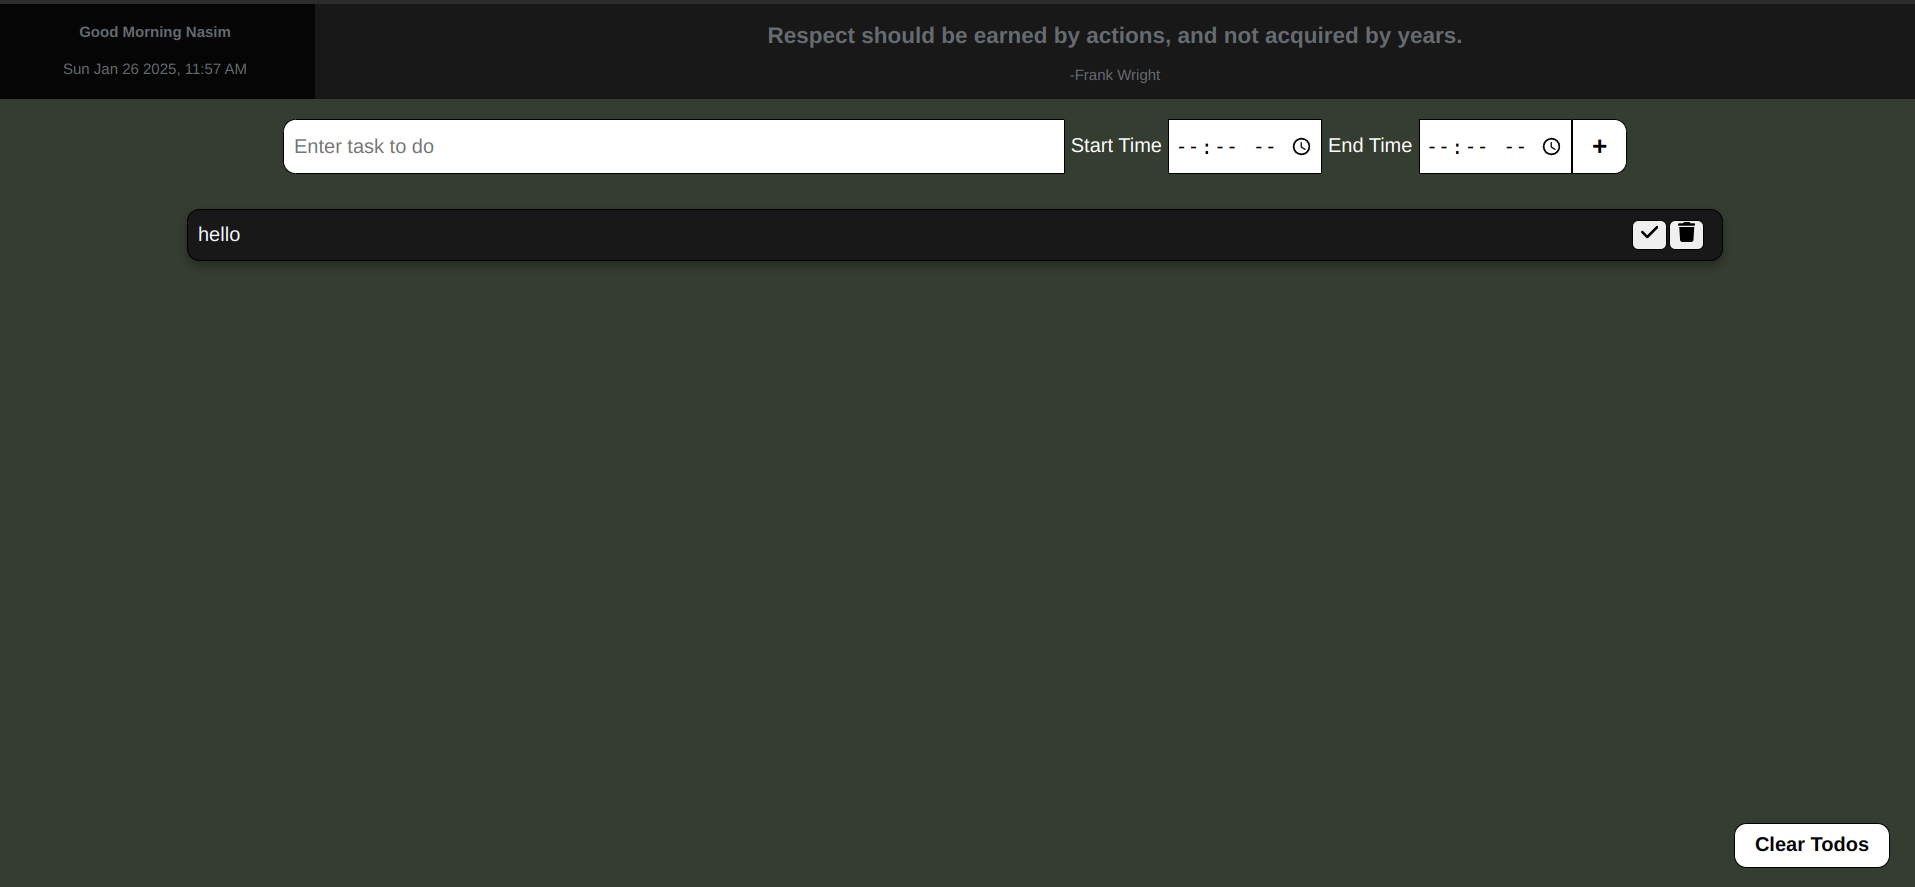 Good Morning Nasim
Sun Jan 26 2025, 11:57 AM
Respect should be earned by actions, and not acquired by years.
-Frank Wright
Enter task to do
Start Time
--:-- --
End Time
--:-- --
+
hello
Clear Todos